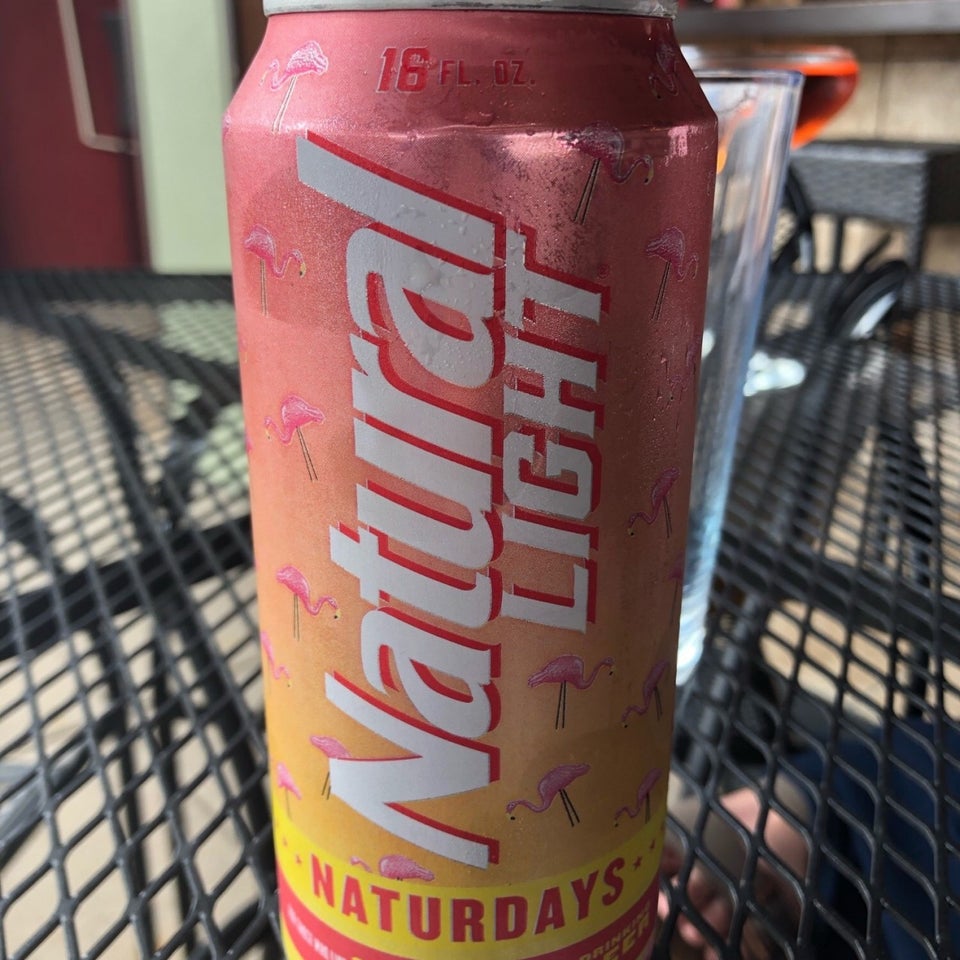 16 FL. OZ.
Natural
LIGHT®
NATURDAYS